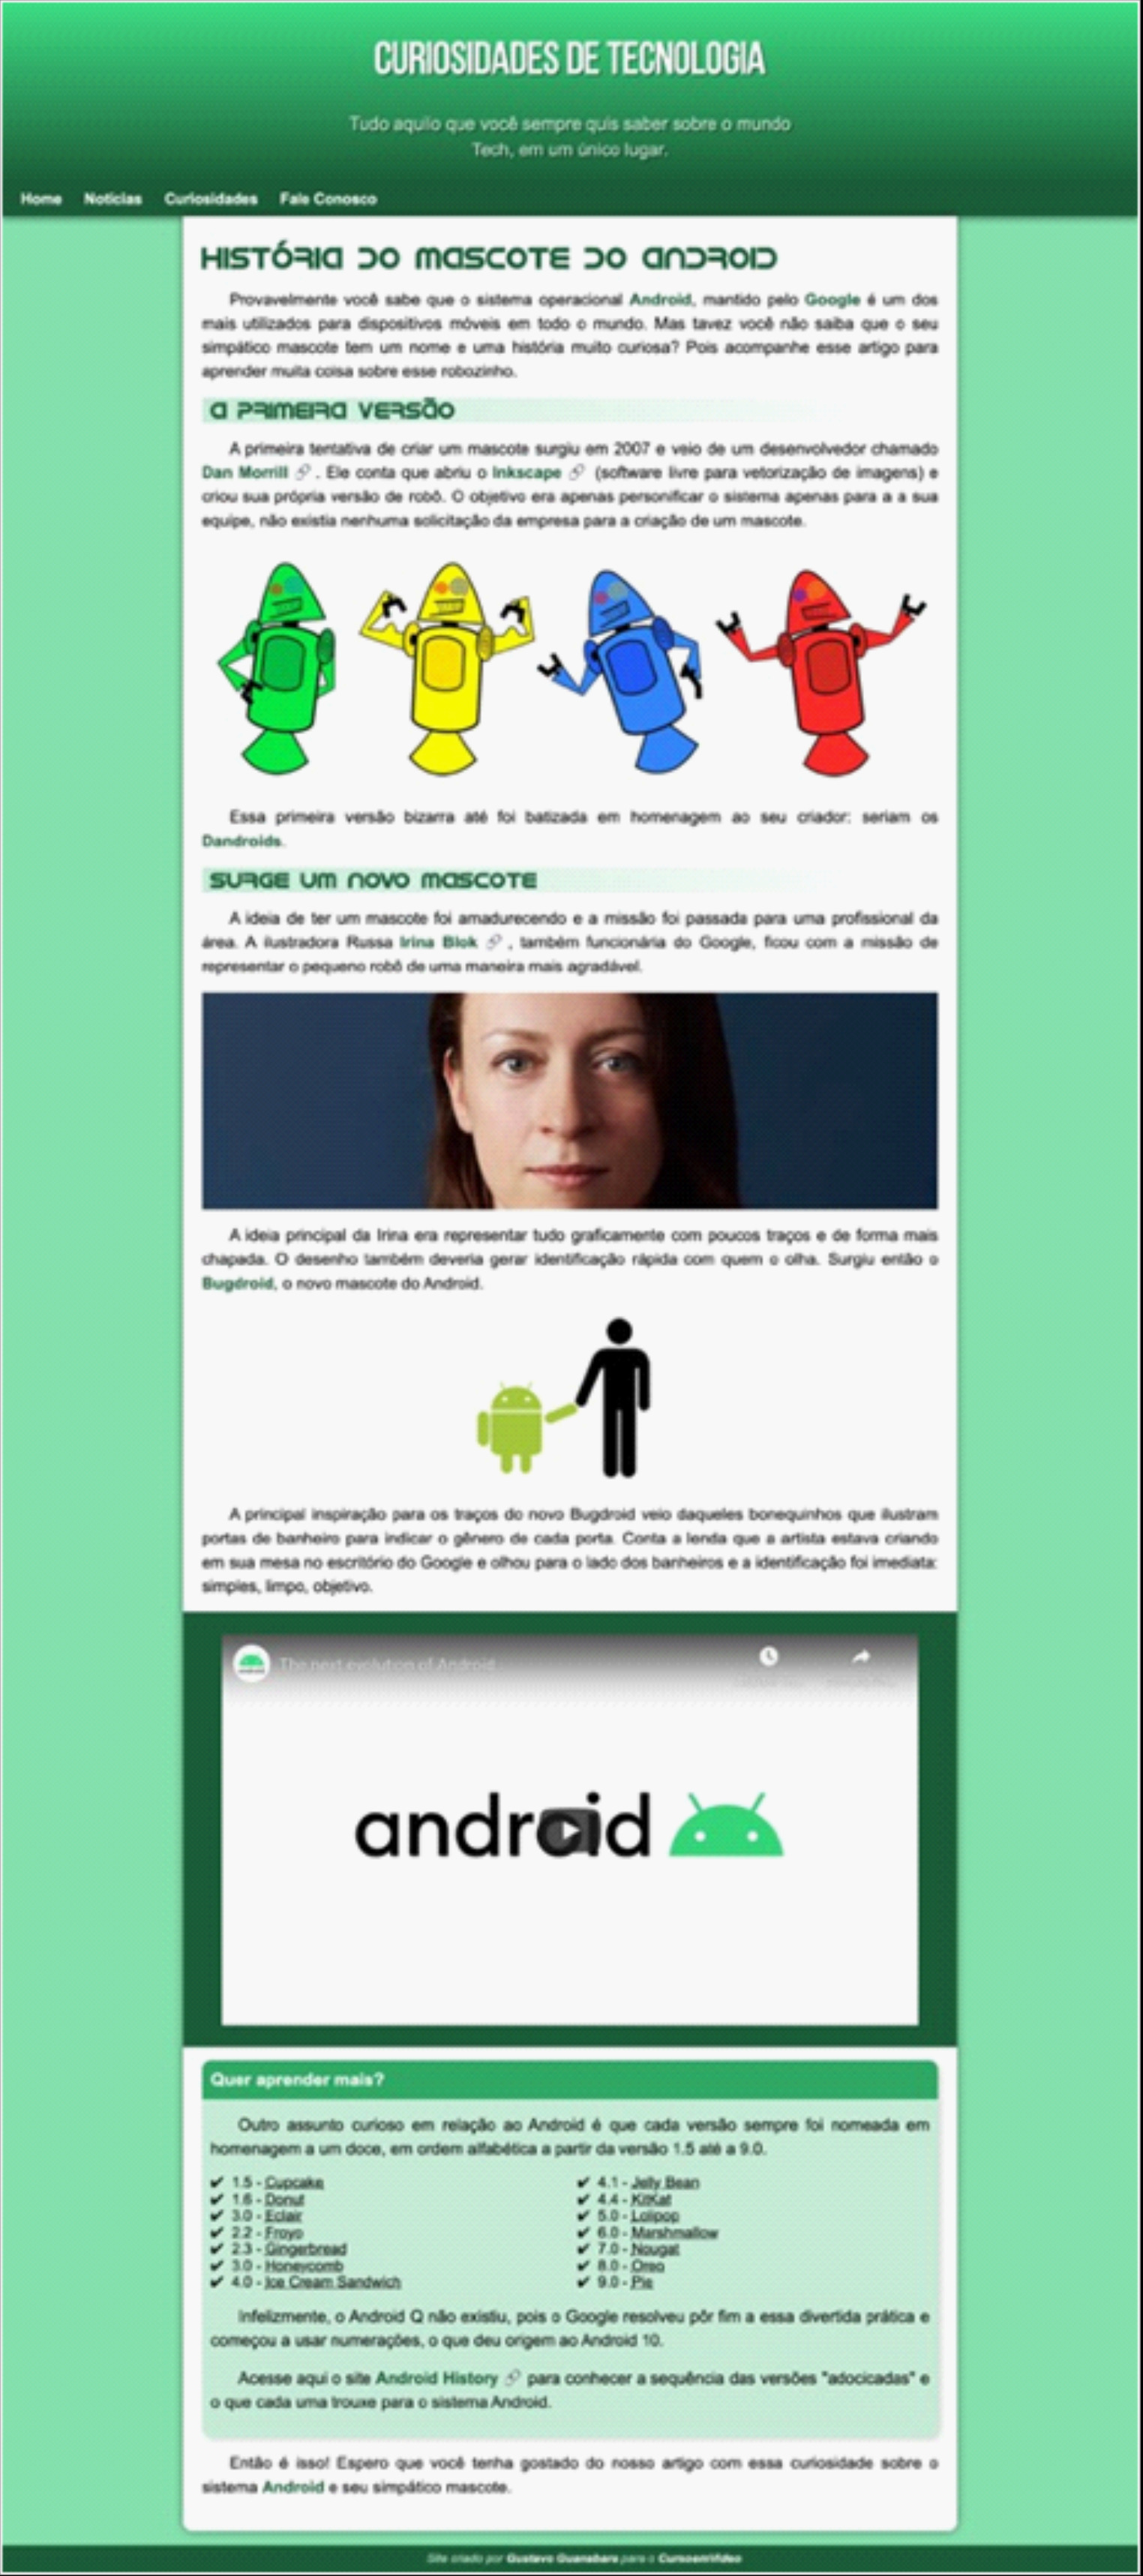 CURIOSIDADES DE TECNOLOGIA
Tudo aquilo que você sempre quis saber sobre o mundo
Tech, em um único lugar.
Home Notícias Curiosidades Fale Conosco
HISTÓRIA DO MASCOTE DO ANDROID
Provavelmente você sabe que o sistema operacional Android, mantido pelo Google é um dos
mais utilizados para dispositivos móveis em todo o mundo. Mas tavez você não saiba que o seu
simpático mascote tem um nome e uma história muito curiosa? Pois acompanhe esse artigo para
aprender muita coisa sobre esse robozinho.
A PRIMEIRA VERSÃO
A primeira tentativa de criar um mascote surgiu em 2007 e veio de um desenvolvedor chamado
Dan Morrill . Ele conta que abriu o Inkscape (software livre para vetorização de imagens) e
criou sua própria versão de robô. O objetivo era apenas personificar o sistema apenas para a a sua
equipe, não existia nenhuma solicitação da empresa para a criação de um mascote.
Essa primeira versão bizarra até foi batizada em homenagem ao seu criador: seriam os
Dandroids.
SURGE UM NOVO MASCOTE
A ideia de ter um mascote foi amadurecendo e a missão foi passada para uma profissional da
área. A ilustradora Russa Irina Blok , também funcionária do Google, ficou com a missão de
representar o pequeno robô de uma maneira mais agradável.
A ideia principal da Irina era representar tudo graficamente com poucos traços e de forma mais
chapada. O desenho também deveria gerar identificação rápida com quem o olha. Surgiu então o
Bugdroid, o novo mascote do Android.
A principal inspiração para os traços do novo Bugdroid veio daqueles bonequinhos que ilustram
portas de banheiro para indicar o gênero de cada porta. Conta a lenda que a artista estava criando
em sua mesa no escritório do Google e olhou para o lado dos banheiros e a identificação foi imediata:
simples, limpo, objetivo.
android The next evolution of Android
android
Quer aprender mais?
Outro assunto curioso em relação ao Android é que cada versão sempre foi nomeada em
homenagem a um doce, em ordem alfabética a partir da versão 1.5 até a 9.0.
✔ 1.5 - Cupcake
✔ 1.6 - Donut
✔ 3.0 - Eclair
✔ 2.2 - Froyo
✔ 2.3 - Gingerbread
✔ 3.0 - Honeycomb
✔ 4.0 - Ice Cream Sandwich
✔ 4.1 - Jelly Bean
✔ 4.4 - KitKat
✔ 5.0 - Lolipop
✔ 6.0 - Marshmallow
✔ 7.0 - Nougat
✔ 8.0 - Oreo
✔ 9.0 - Pie
Infelizmente, o Android Q não existiu, pois o Google resolveu pôr fim a essa divertida prática e
começou a usar numerações, o que deu origem ao Android 10.
Acesse aqui o site Android History para conhecer a sequência das versões "adocicadas" e
o que cada uma trouxe para o sistema Android.
Então é isso! Espero que você tenha gostado do nosso artigo com essa curiosidade sobre o
sistema Android e seu simpático mascote.
Site criado por Gustavo Guanabara para o CursoemVideo